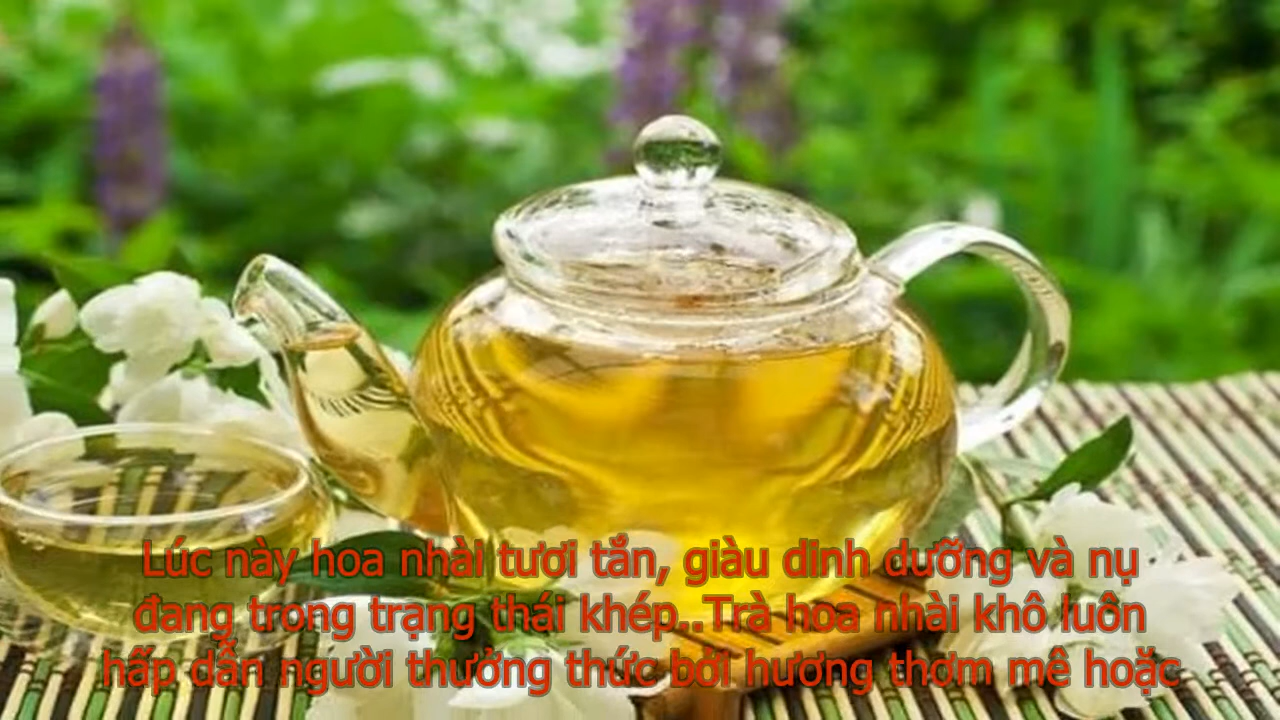 Lúc này hoa nhài tươi tắn, giàu dinh dưỡng và nụ
đang trong trạng thái khép..Trà hoa nhài khô luôn
hấp dẫn người thưởng thức bởi hương thơm mê hoặc